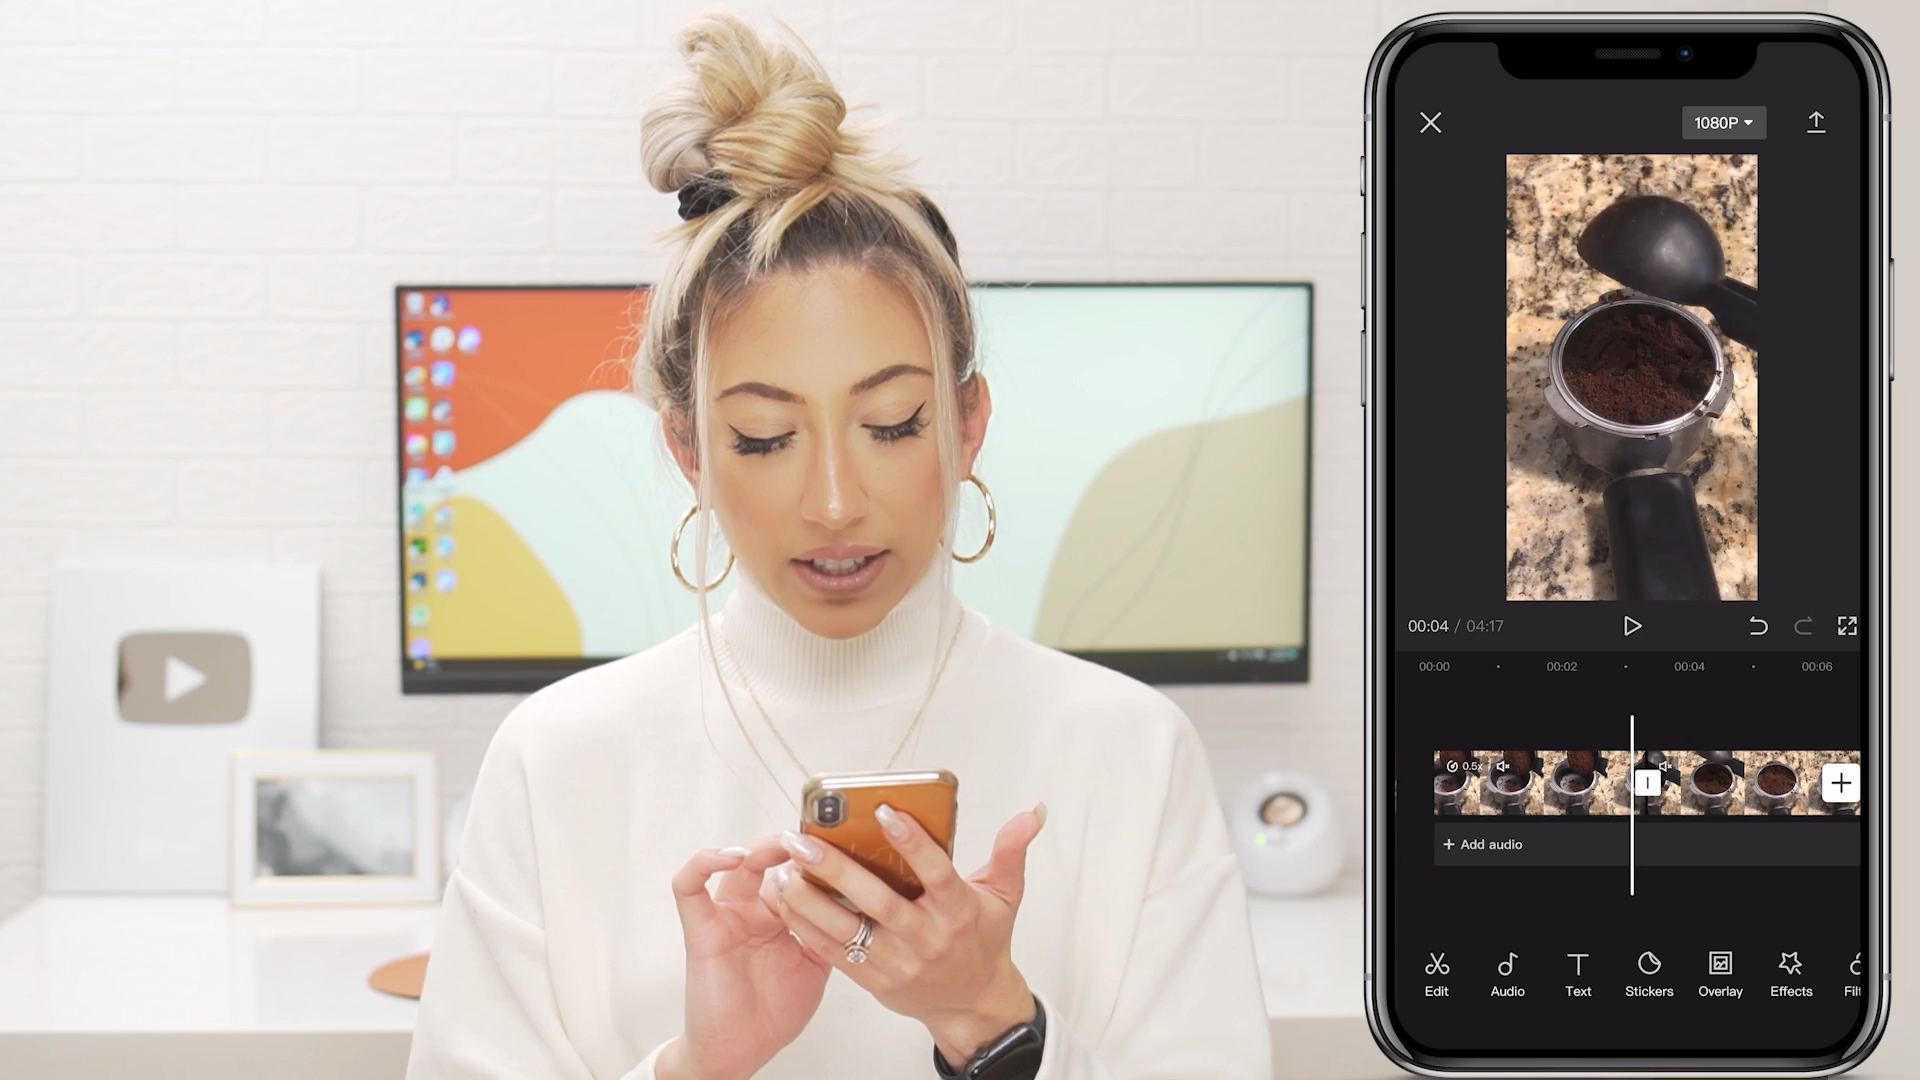 1080P
00:04 / 04:17
00:00 00:02 00:04 00:06
0.5x
+ Add audio
Edit Audio Text Stickers Overlay Effects Filt